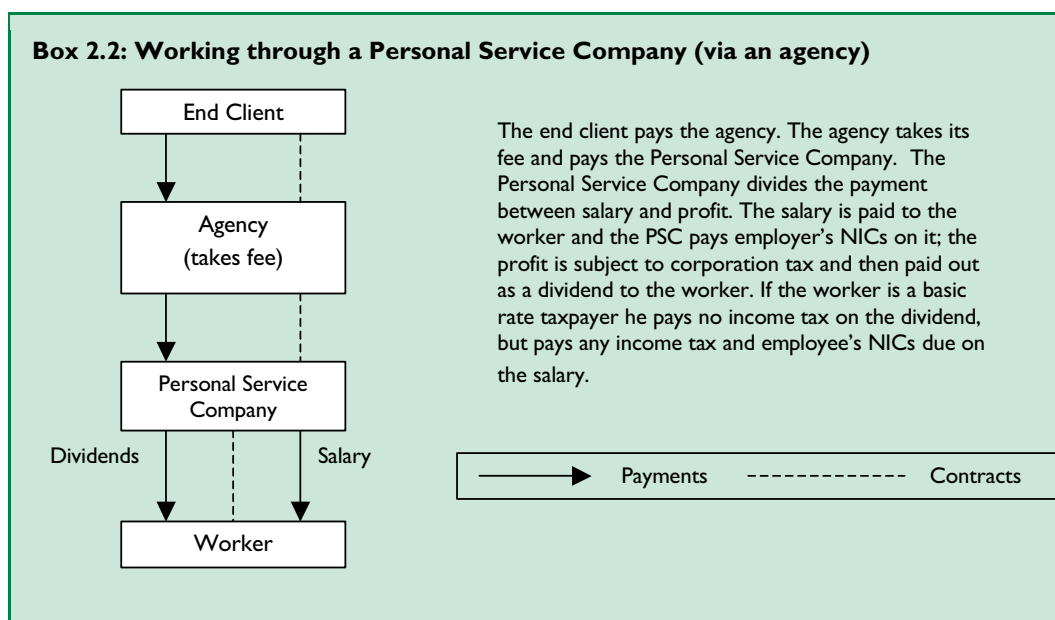 Box 2.2: Working through a Personal Service Company (via an agency)
End Client
Agency
(takes fee)
Personal Service
Company
Dividends
Salary
Worker
The end client pays the agency. The agency takes its
fee and pays the Personal Service Company. The
Personal Service Company divides the payment
between salary and profit. The salary is paid to the
worker and the PSC pays employer’s NICs on it; the
profit is subject to corporation tax and then paid out
as a dividend to the worker. If the worker is a basic
rate taxpayer he pays no income tax on the dividend,
but pays any income tax and employee’s NICs due on
the salary.
Payments
Contracts